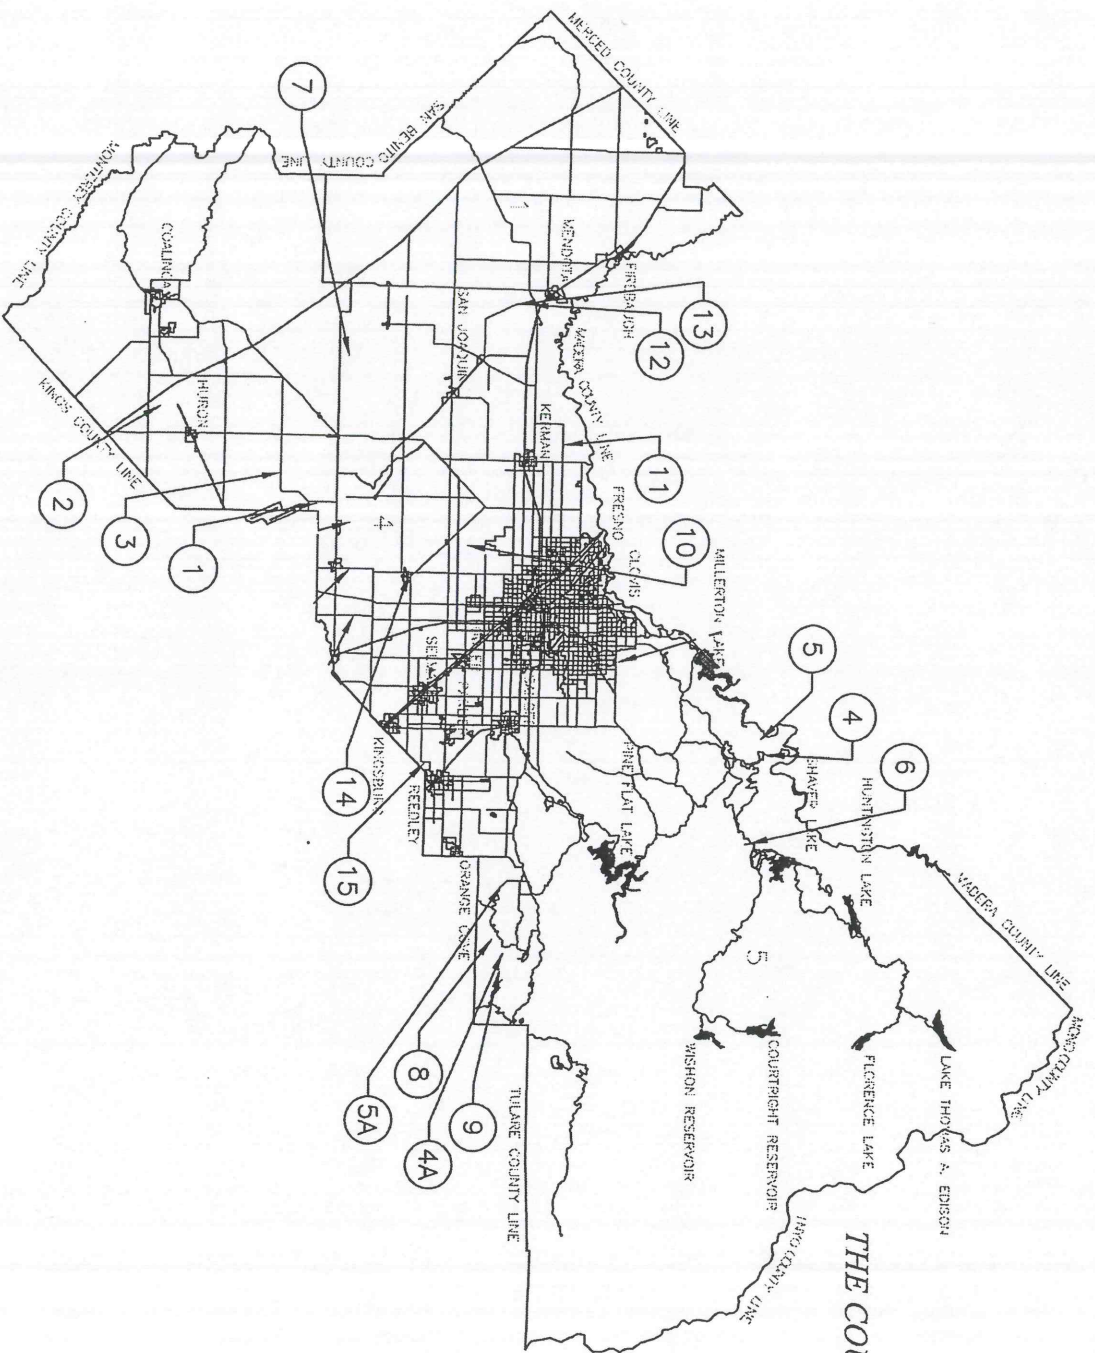 THE COU
MERCED COUNTY LINE
SAN BENITO COUNTY LINE
MONTEREY COUNTY LINE
KINGS COUNTY LINE
MADERA COUNTY LINE
MADERA COUNTY LINE
MONO COUNTY LINE
INYO COUNTY LINE
TULARE COUNTY LINE
FIREBAUGH
MENDOTA
SAN JOAQUIN
KERMAN
FRESNO
CLOVIS
MILLERTON LAKE
COALINGA
HURON
SELMA
KINGSBURG
REEDLEY
ORANGE COVE
PINE FLAT LAKE
SHAVER LAKE
HUNTINGTON LAKE
LAKE THOMAS A. EDISON
FLORENCE LAKE
COURTRIGHT RESERVOIR
WISHON RESERVOIR
1
4
5
7
13
12
11
10
5
4
6
2
3
1
14
15
5A
8
4A
9